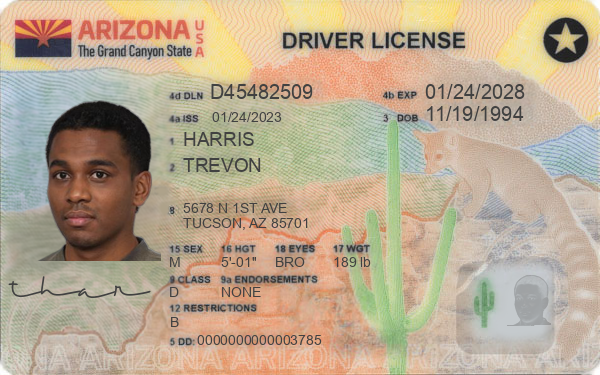 ARIZONA USA
The Grand Canyon State
DRIVER LICENSE
4d DLN D45482509
4b EXP 01/24/2028
4a ISS 01/24/2023
3 DOB 11/19/1994
1 HARRIS
2 TREVON
8 5678 N 1ST AVE
TUCSON, AZ 85701
15 SEX 16 HGT 18 EYES 17 WGT
M 5'-01" BRO 189 lb
9 CLASS 9a ENDORSEMENTS
D NONE
12 RESTRICTIONS
B
thar
5 DD: 0000000000003785
ARIZONA ARIZONA ARIZONA ARIZONA